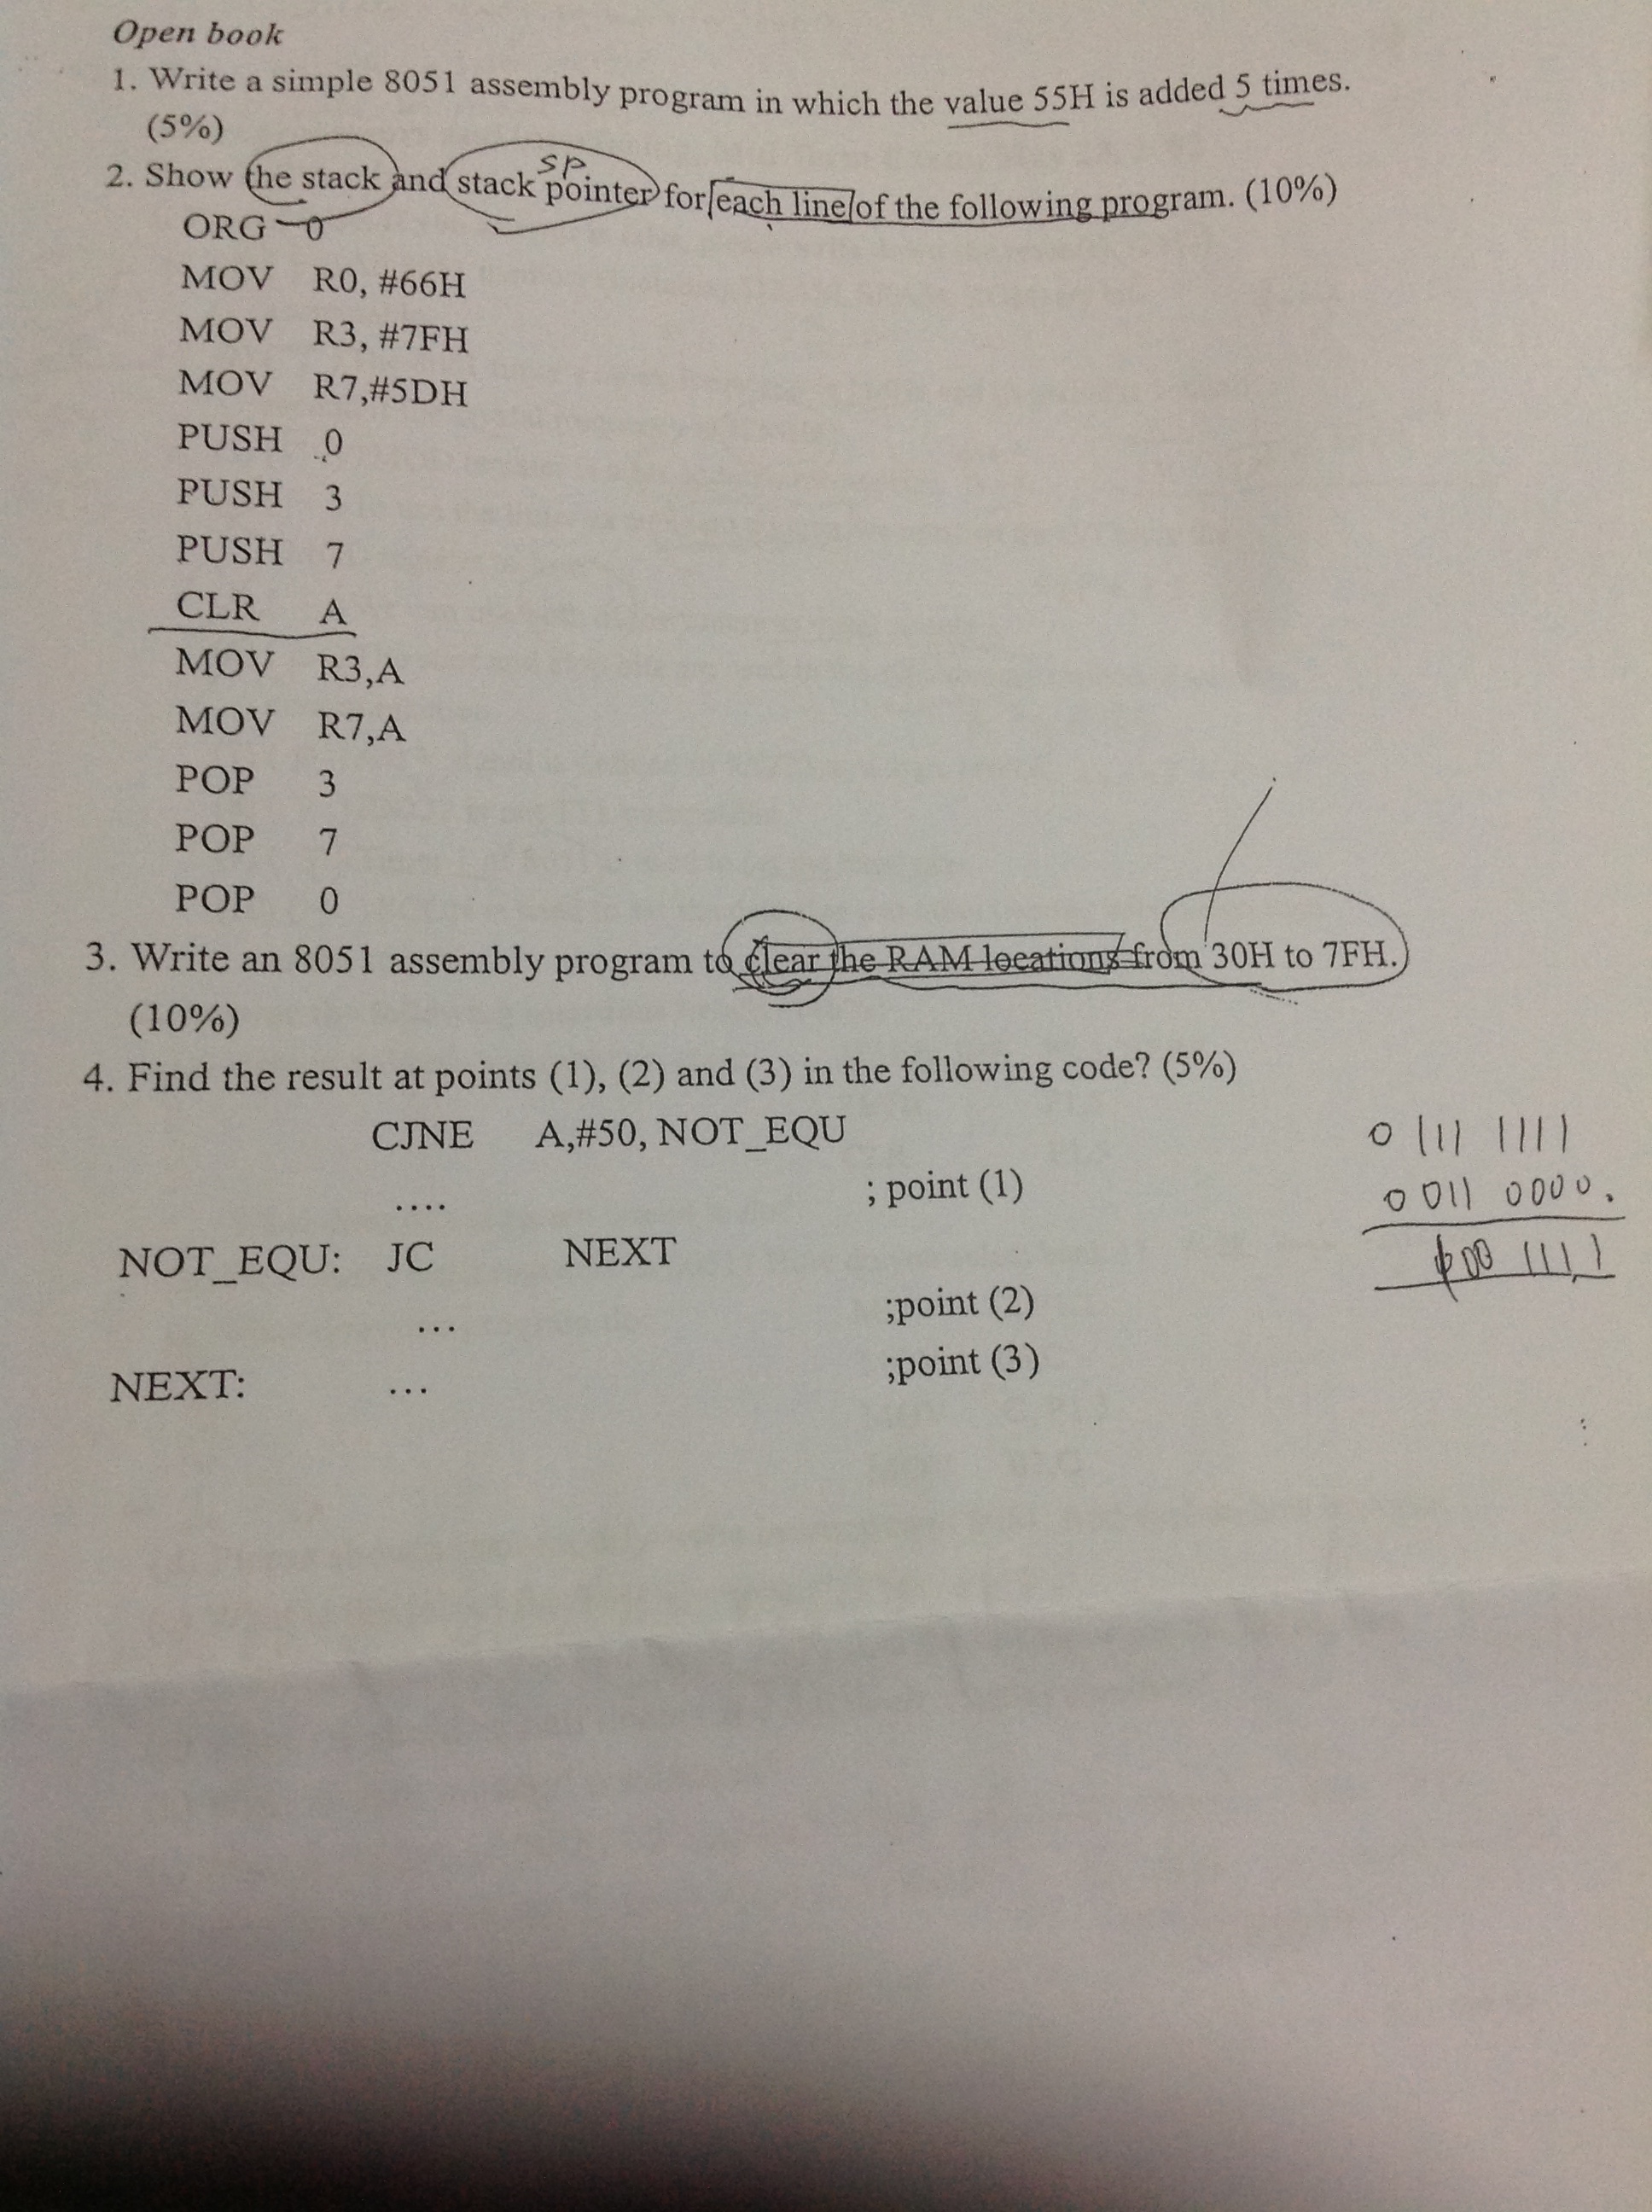 Open book
1. Write a simple 8051 assembly program in which the value 55H is added 5 times.
(5%)
sp
2. Show the stack and stack pointer for each line of the following program. (10%)
ORG 0
MOV R0, #66H
MOV R3, #7FH
MOV R7,#5DH
PUSH 0
PUSH 3
PUSH 7
CLR A
MOV R3,A
MOV R7,A
POP 3
POP 7
POP 0
3. Write an 8051 assembly program to clear the RAM locations from 30H to 7FH.
(10%)
4. Find the result at points (1), (2) and (3) in the following code? (5%)
CJNE A,#50, NOT_EQU
.... ; point (1)
NOT_EQU: JC NEXT
... ;point (2)
NEXT: ... ;point (3)
0 111 1111
0 011 0000.
100 1111